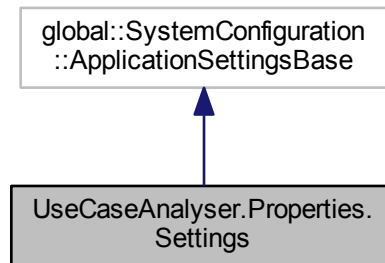 global::SystemConfiguration
::ApplicationSettingsBase
UseCaseAnalyser.Properties.
Settings